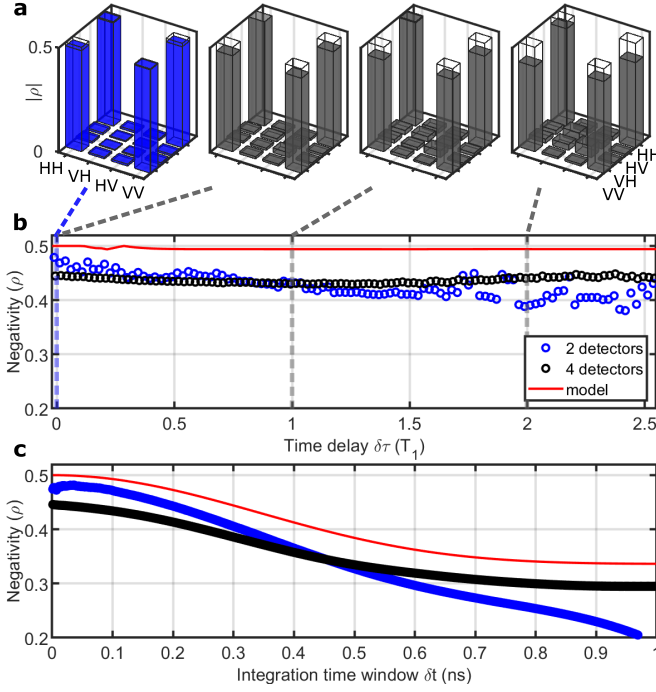 a
0.5
|ρ|
0
HH
VH
HV
VV
HH
HV
VH
VV
b
0.5
0.4
0.3
0.2
Negativity (ρ)
2 detectors
4 detectors
model
0 0.5 1 1.5 2 2.5
Time delay δτ (T₁)
c
0.5
0.4
0.3
0.2
Negativity (ρ)
0 0.1 0.2 0.3 0.4 0.5 0.6 0.7 0.8 0.9 1
Integration time window δt (ns)